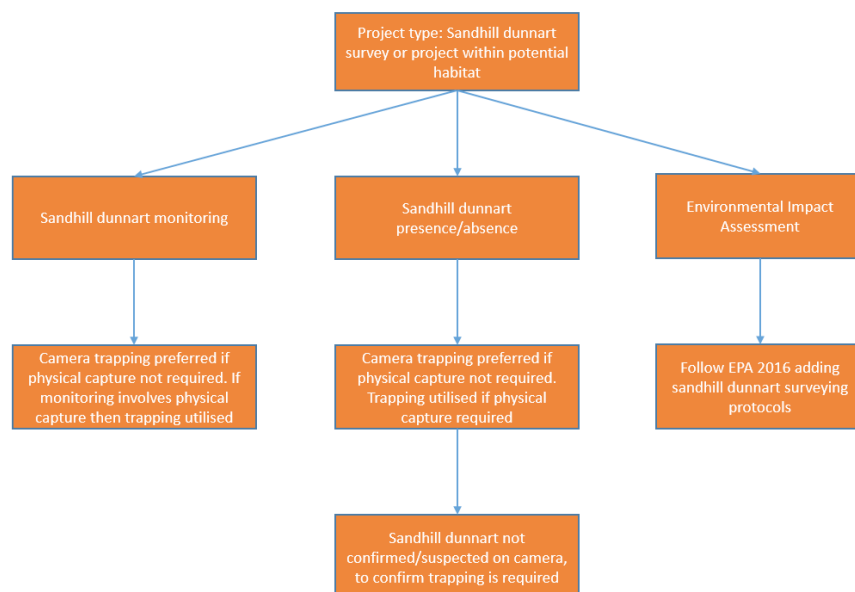 Project type: Sandhill dunnart
survey or project within potential
habitat
Sandhill dunnart monitoring
Sandhill dunnart
presence/absence
Environmental Impact
Assessment
Camera trapping preferred if
physical capture not required. If
monitoring involves physical
capture then trapping utilised
Camera trapping preferred if
physical capture not required.
Trapping utilised if physical
capture required
Follow EPA 2016 adding
sandhill dunnart surveying
protocols
Sandhill dunnart not
confirmed/suspected on camera,
to confirm trapping is required